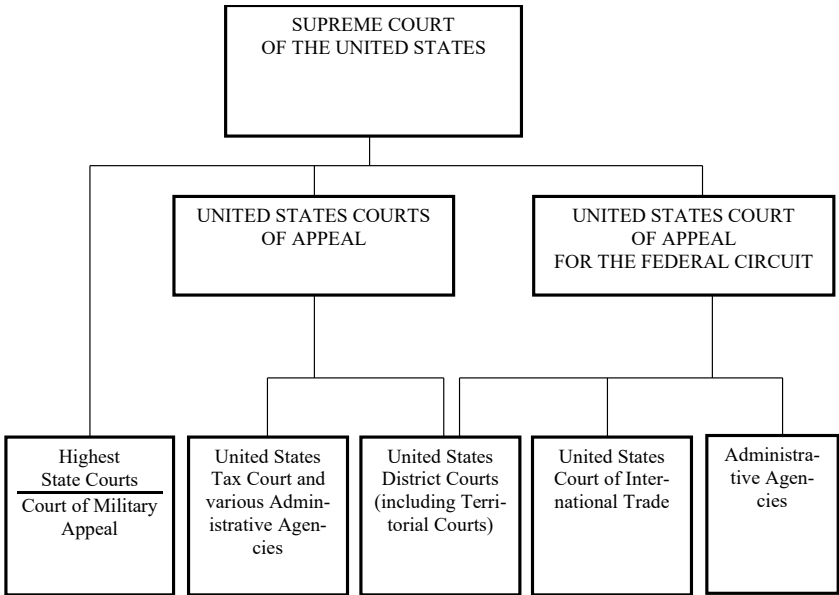 SUPREME COURT
OF THE UNITED STATES
UNITED STATES COURTS
OF APPEAL
UNITED STATES COURT
OF APPEAL
FOR THE FEDERAL CIRCUIT
Highest
State Courts
Court of Military
Appeal
United States
Tax Court and
various Admin-
istrative Agen-
cies
United States
District Courts
(including Terri-
torial Courts)
United States
Court of Inter-
national Trade
Administra-
tive Agen-
cies